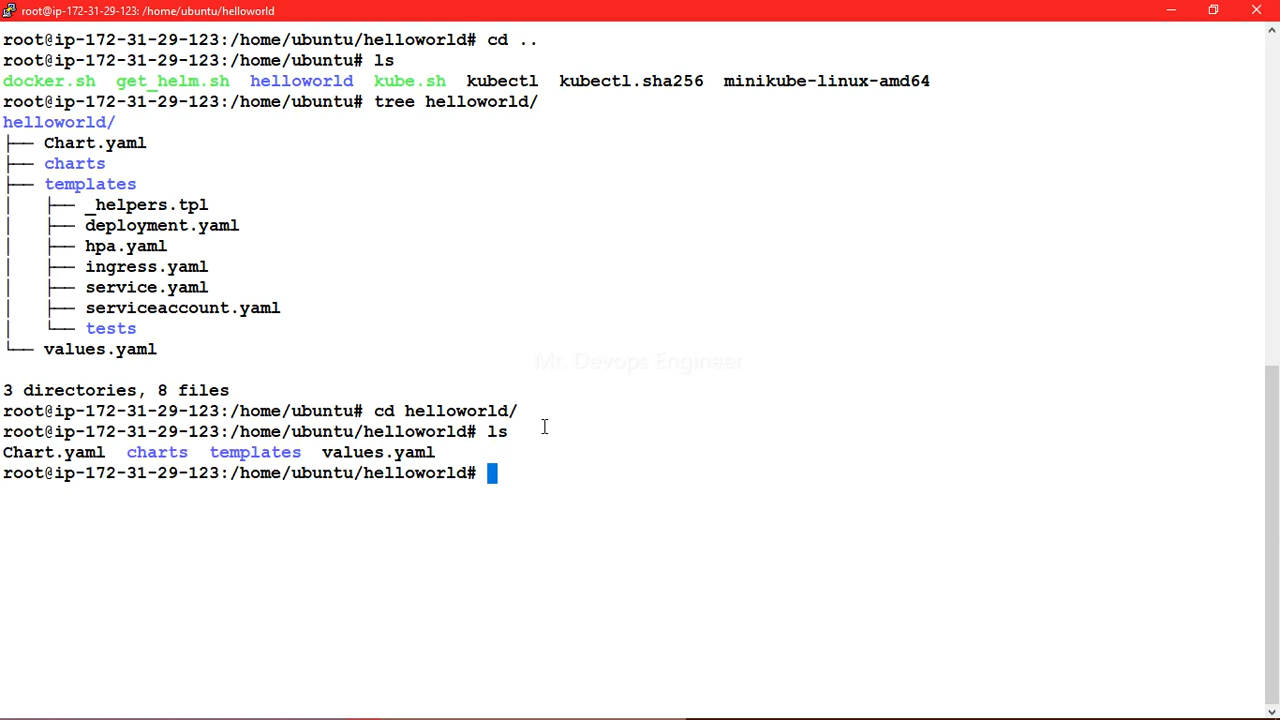 root@ip-172-31-29-123: /home/ubuntu/helloworld
root@ip-172-31-29-123:/home/ubuntu/helloworld# cd ..
root@ip-172-31-29-123:/home/ubuntu# ls
docker.sh  get_helm.sh  helloworld  kube.sh  kubectl  kubectl.sha256  minikube-linux-amd64
root@ip-172-31-29-123:/home/ubuntu# tree helloworld/
helloworld/
├── Chart.yaml
├── charts
├── templates
│   ├── _helpers.tpl
│   ├── deployment.yaml
│   ├── hpa.yaml
│   ├── ingress.yaml
│   ├── service.yaml
│   ├── serviceaccount.yaml
│   └── tests
└── values.yaml
Mr. Devops Engineer
3 directories, 8 files
root@ip-172-31-29-123:/home/ubuntu# cd helloworld/
root@ip-172-31-29-123:/home/ubuntu/helloworld# ls
Chart.yaml  charts  templates  values.yaml
root@ip-172-31-29-123:/home/ubuntu/helloworld#